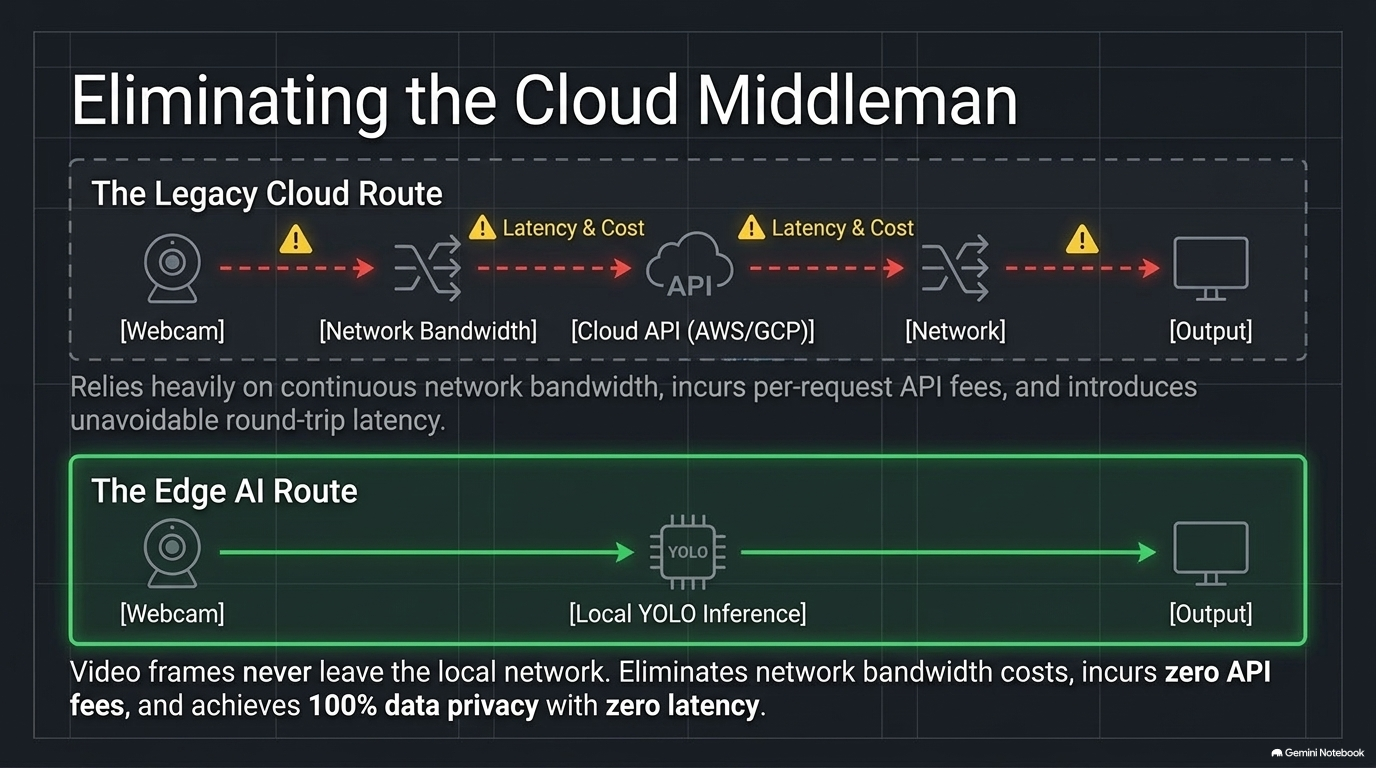 Eliminating the Cloud Middleman
The Legacy Cloud Route
Latency & Cost
Latency & Cost
API
[Webcam]
[Network Bandwidth]
[Cloud API (AWS/GCP)]
[Network]
[Output]
Relies heavily on continuous network bandwidth, incurs per-request API fees, and introduces
unavoidable round-trip latency.
The Edge AI Route
YOLO
[Webcam]
[Local YOLO Inference]
[Output]
Video frames never leave the local network. Eliminates network bandwidth costs, incurs zero API
fees, and achieves 100% data privacy with zero latency.
Gemini Notebook